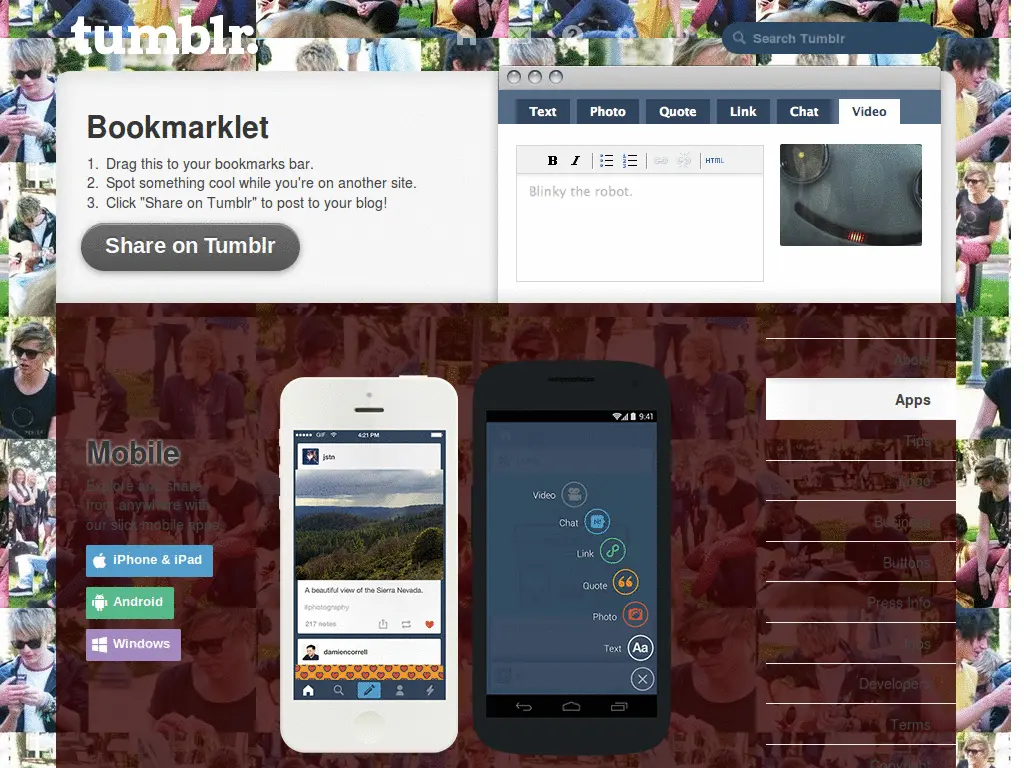 tumblr.
Search Tumblr
Bookmarklet
1. Drag this to your bookmarks bar.
2. Spot something cool while you're on another site.
3. Click "Share on Tumblr" to post to your blog!
Share on Tumblr
Text
Photo
Quote
Link
Chat
Video
B I HTML
Blinky the robot.
About
Apps
Tips
Logo
Business
Buttons
Press Info
Jobs
Developers
Terms
Copyright
Mobile
Explore and share
from anywhere with
our slick mobile apps.
iPhone & iPad
Android
Windows
GIF 4:21 PM
jstn
A beautiful view of the Sierra Nevada.
#photography
217 notes
damiencorrell
9:41
Video
Chat
Link
Quote
Photo
Text
Aa